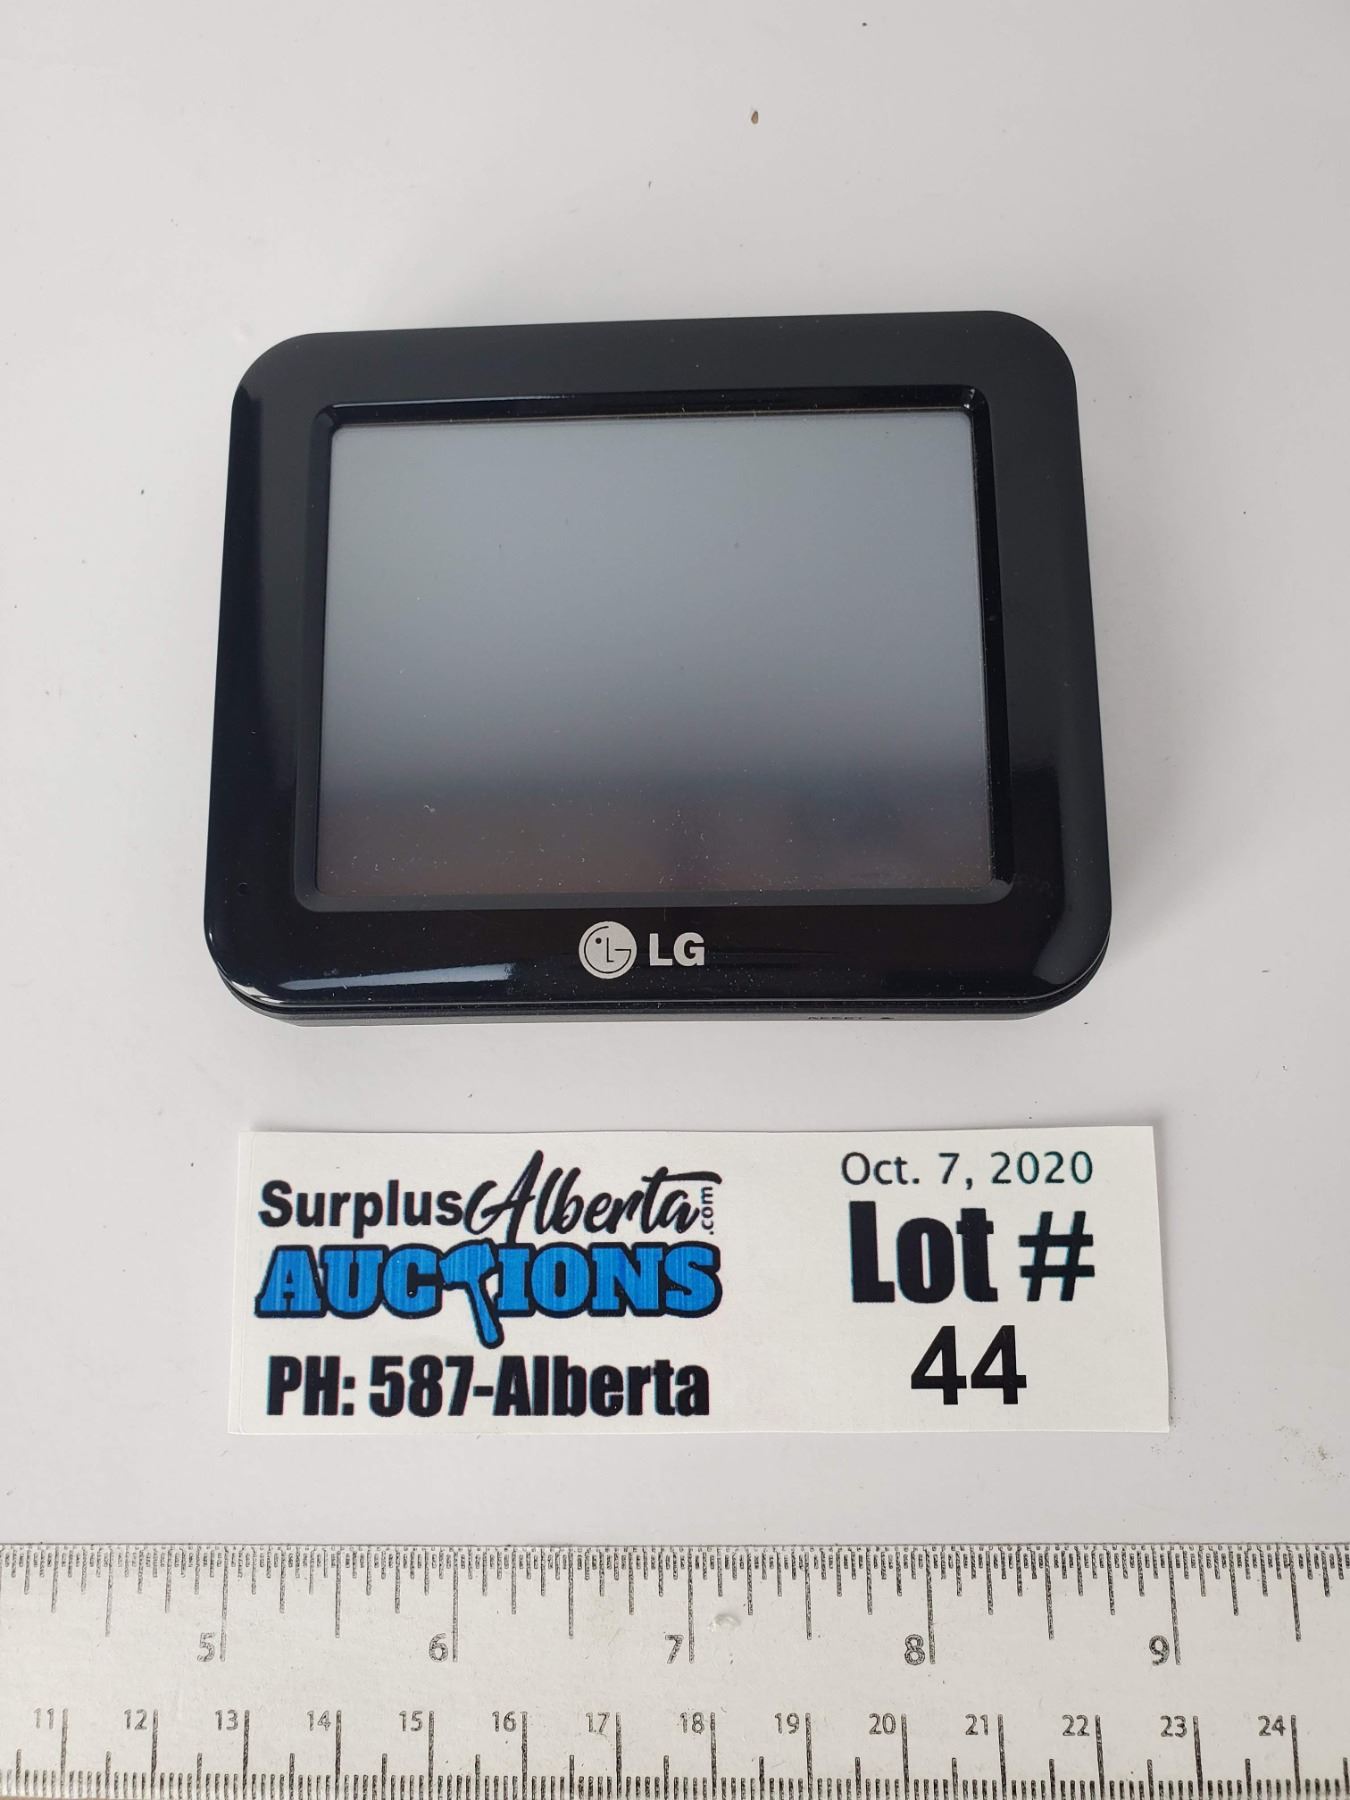 LG
RESET
SurplusAlberta.com
AUCTIONS
PH: 587-Alberta
Oct. 7, 2020
Lot #
44
5 6 7 8 9
11 12 13 14 15 16 17 18 19 20 21 22 23 24